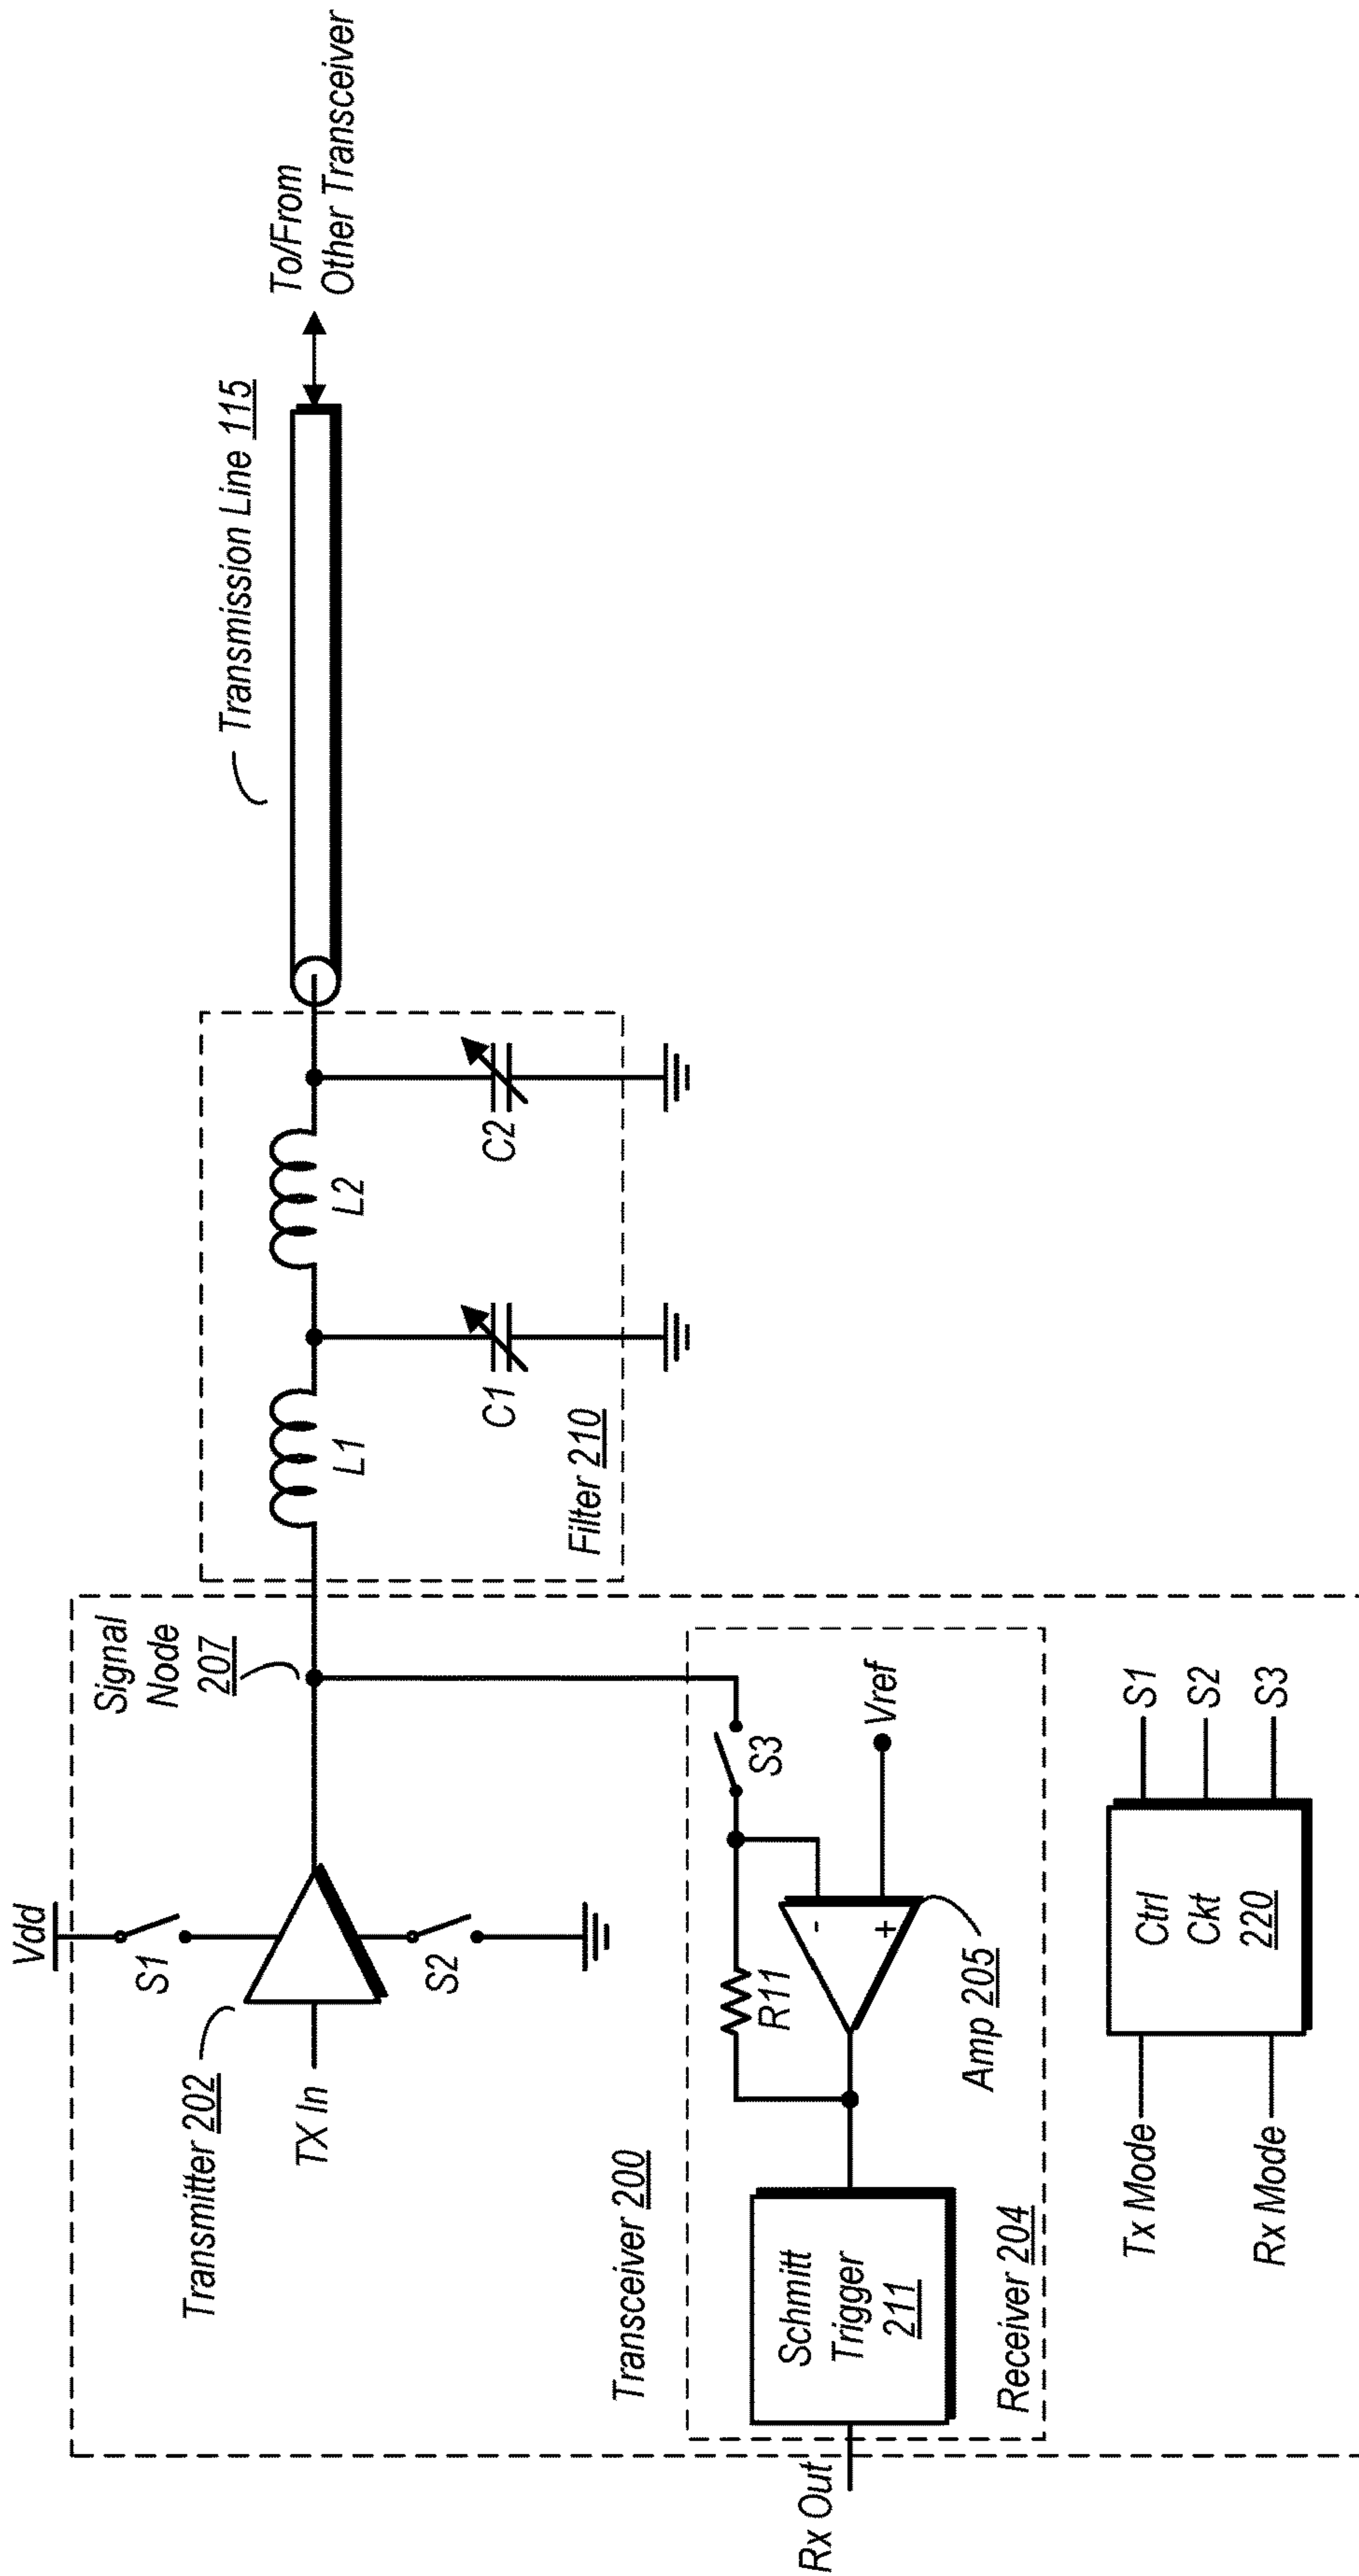 Vdd
S1
S2
Transmitter 202
TX In
Signal
Node
207
L1
L2
C1
C2
Filter 210
Transmission Line 115
To/From
Other Transceiver
Transceiver 200
S3
R11
-
+
Vref
Amp 205
Schmitt
Trigger
211
Rx Out
Receiver 204
Tx Mode
Rx Mode
Ctrl
Ckt
220
S1
S2
S3